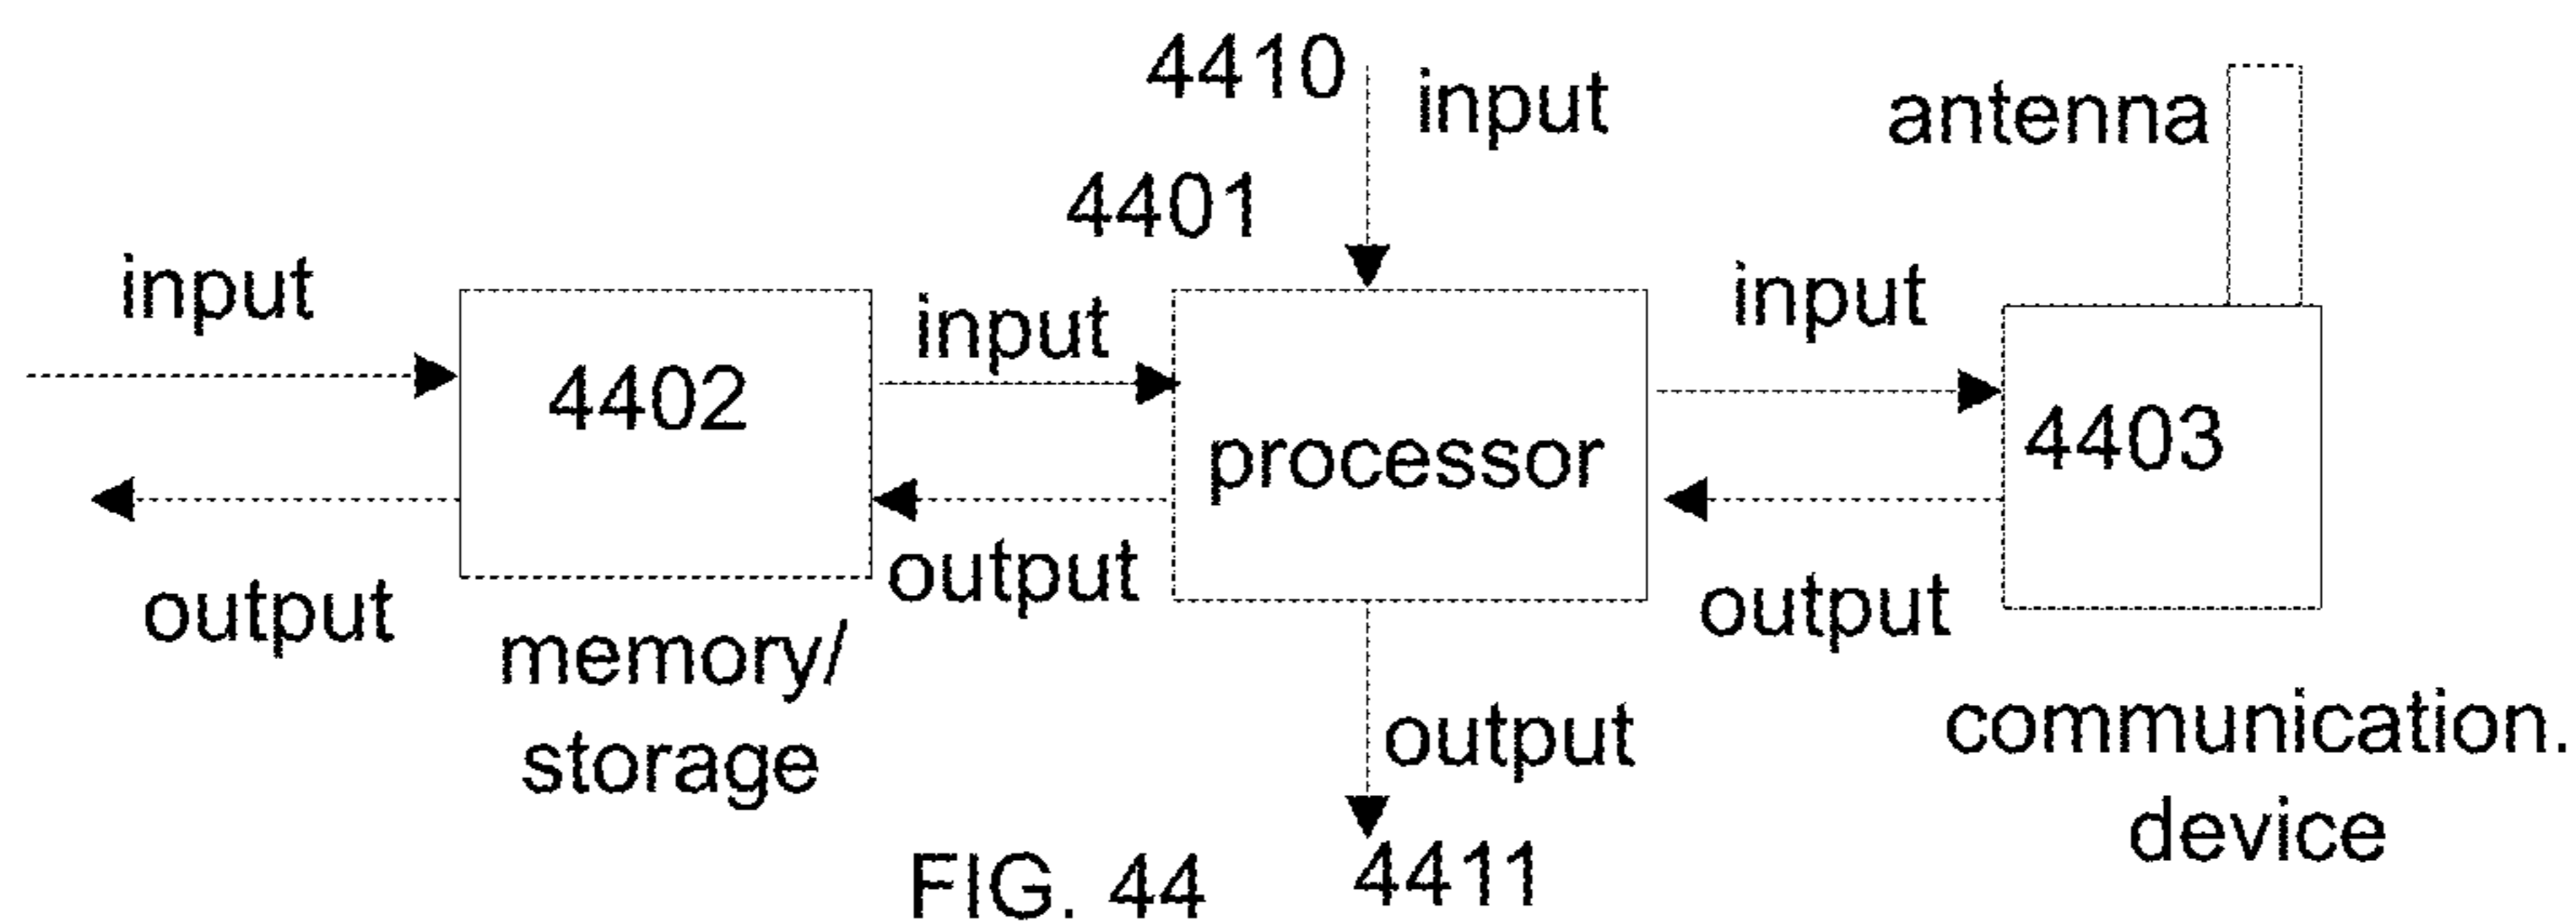 4410
input
antenna
4401
input
input
input
4402
processor
4403
output
output
output
memory/
storage
output
communication.
device
FIG. 44
4411